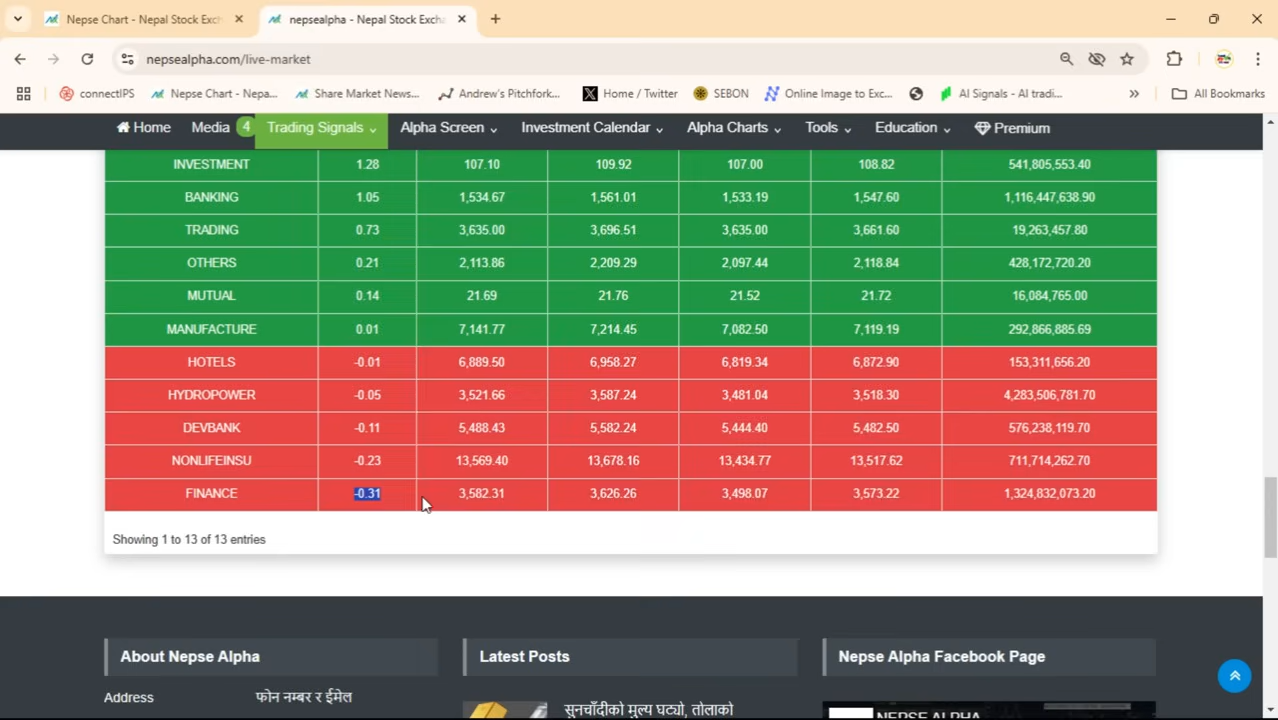 Nepse Chart - Nepal Stock Exch
nepsealpha - Nepal Stock Excha
nepsealpha.com/live-market
connectIPS
Nepse Chart - Nepa...
Share Market News...
Andrew's Pitchfork...
Home / Twitter
SEBON
Online Image to Exc...
AI Signals - AI tradi...
»
All Bookmarks
Home
Media 4
Trading Signals
Alpha Screen
Investment Calendar
Alpha Charts
Tools
Education
Premium
INVESTMENT 1.28 107.10 109.92 107.00 108.82 541,805,553.40
BANKING 1.05 1,534.67 1,561.01 1,533.19 1,547.60 1,116,447,638.90
TRADING 0.73 3,635.00 3,696.51 3,635.00 3,661.60 19,263,457.80
OTHERS 0.21 2,113.86 2,209.29 2,097.44 2,118.84 428,172,720.20
MUTUAL 0.14 21.69 21.76 21.52 21.72 16,084,765.00
MANUFACTURE 0.01 7,141.77 7,214.45 7,082.50 7,119.19 292,866,885.69
HOTELS -0.01 6,889.50 6,958.27 6,819.34 6,872.90 153,311,656.20
HYDROPOWER -0.05 3,521.66 3,587.24 3,481.04 3,518.30 4,283,506,781.70
DEVBANK -0.11 5,488.43 5,582.24 5,444.40 5,482.50 576,238,119.70
NONLIFEINSU -0.23 13,569.40 13,678.16 13,434.77 13,517.62 711,714,262.70
FINANCE -0.31 3,582.31 3,626.26 3,498.07 3,573.22 1,324,832,073.20
Showing 1 to 13 of 13 entries
About Nepse Alpha
Latest Posts
Nepse Alpha Facebook Page
Address फोन नम्बर र ईमेल
सुनचाँदीको मुल्य घट्यो, तोलाको
NEPSE ALPHA